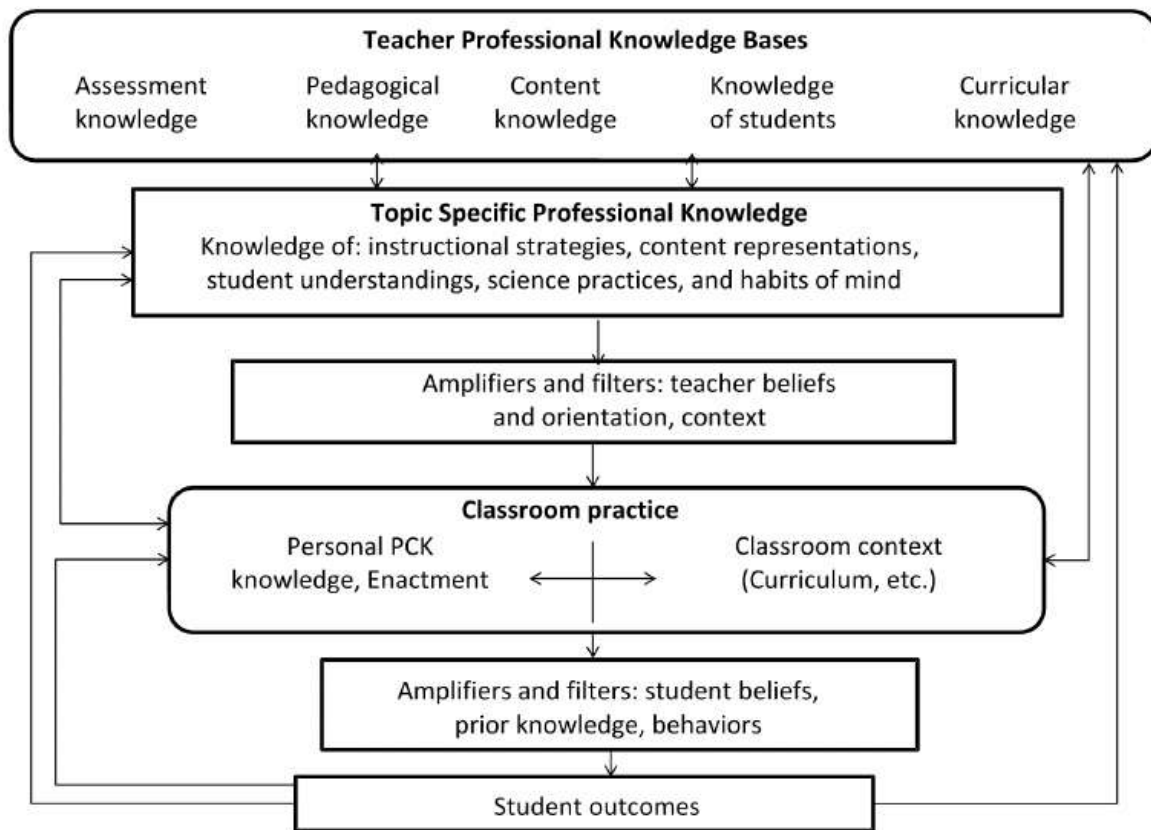 Teacher Professional Knowledge Bases
Assessment knowledge
Pedagogical knowledge
Content knowledge
Knowledge of students
Curricular knowledge
Topic Specific Professional Knowledge
Knowledge of: instructional strategies, content representations,
student understandings, science practices, and habits of mind
Amplifiers and filters: teacher beliefs
and orientation, context
Classroom practice
Personal PCK
knowledge, Enactment
Classroom context
(Curriculum, etc.)
Amplifiers and filters: student beliefs,
prior knowledge, behaviors
Student outcomes